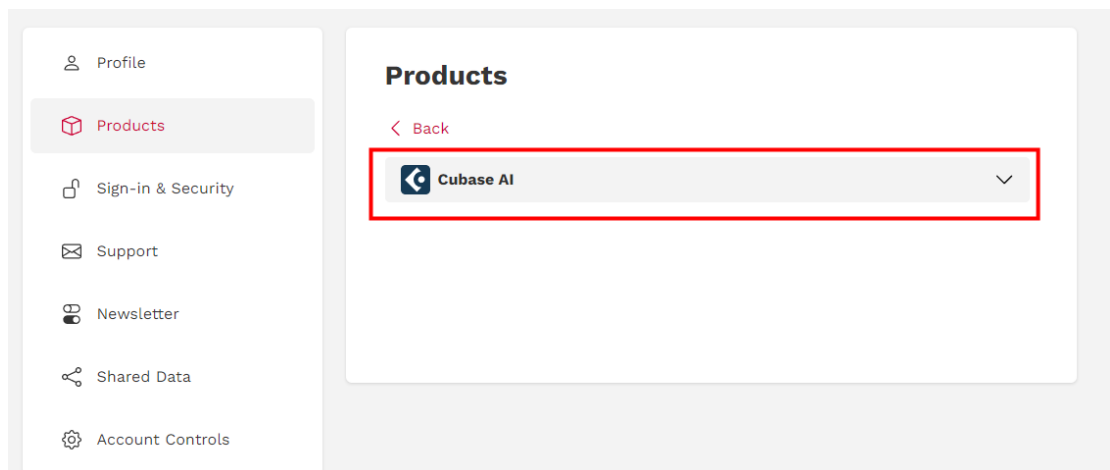 Profile
Products
Sign-in & Security
Support
Newsletter
Shared Data
Account Controls
Products
Back
Cubase AI